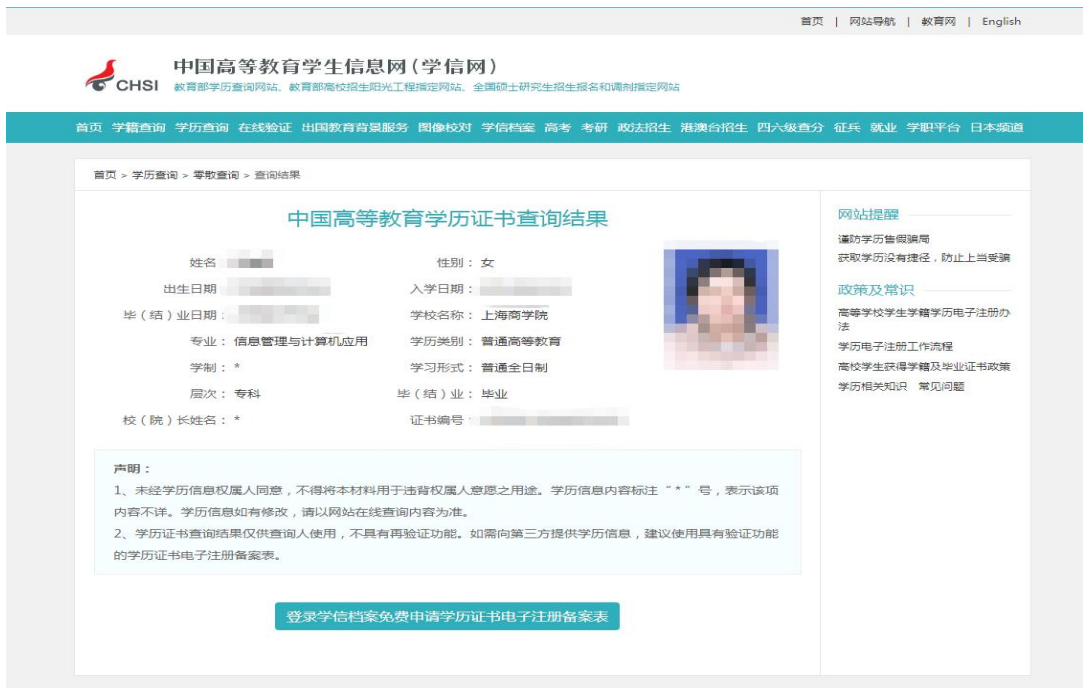 首页 | 网站导航 | 教育网 | English
CHSI
中国高等教育学生信息网(学信网)
教育部学历查询网站、教育部高校招生阳光工程指定网站、全国硕士研究生招生报名和调剂指定网站
首页 学籍查询 学历查询 在线验证 出国教育背景服务 图像校对 学信档案 高考 考研 政法招生 港澳台招生 四六级查分 征兵 就业 学职平台 日本频道
首页 > 学历查询 > 零散查询 > 查询结果
中国高等教育学历证书查询结果
姓名 性别：女
出生日期 入学日期：
毕（结）业日期： 学校名称：上海商学院
专业：信息管理与计算机应用 学历类别：普通高等教育
学制：* 学习形式：普通全日制
层次：专科 毕（结）业：毕业
校（院）长姓名：* 证书编号
声明：
1、未经学历信息权属人同意，不得将本材料用于违背权属人意愿之用途。学历信息内容标注“*”号，表示该项
内容不详。学历信息如有修改，请以网站在线查询内容为准。
2、学历证书查询结果仅供查询人使用，不具有再验证功能。如需向第三方提供学历信息，建议使用具有验证功能
的学历证书电子注册备案表。
登录学信档案免费申请学历证书电子注册备案表
网站提醒
谨防学历售假骗局
获取学历没有捷径，防止上当受骗
政策及常识
高等学校学生学籍学历电子注册办
法
学历电子注册工作流程
高校学生获得学籍及毕业证书政策
学历相关知识 常见问题